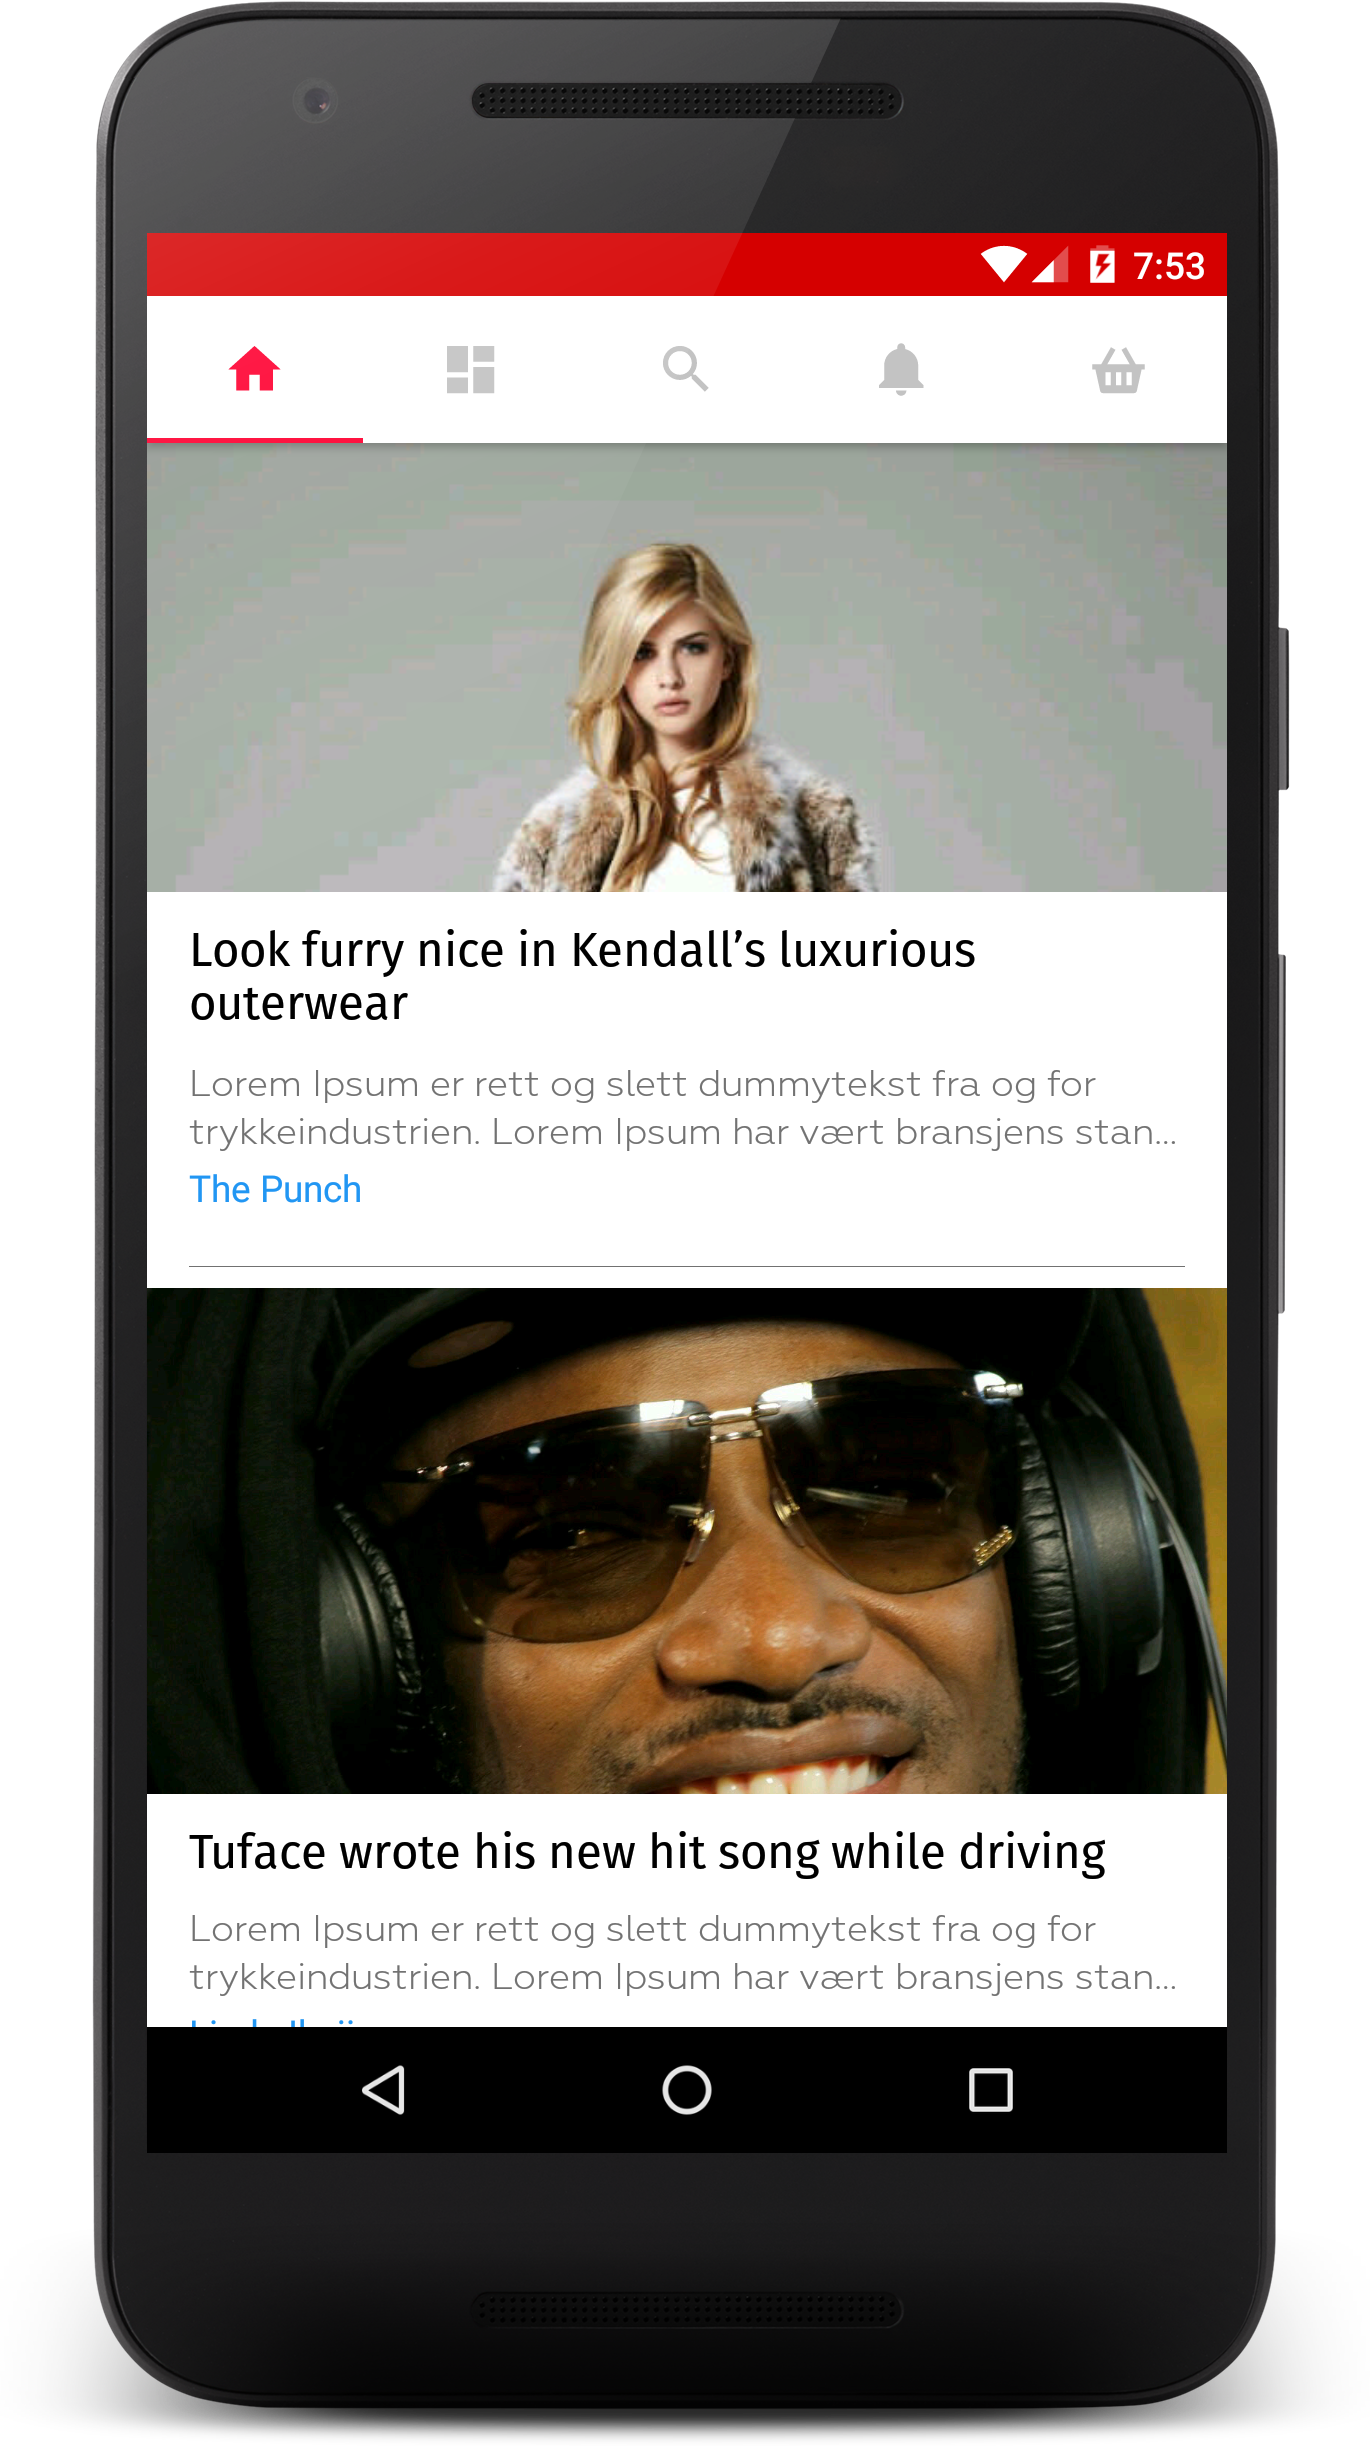 7:53
Look furry nice in Kendall’s luxurious
outerwear
Lorem Ipsum er rett og slett dummytekst fra og for
trykkeindustrien. Lorem Ipsum har vært bransjens stan...
The Punch
Tuface wrote his new hit song while driving
Lorem Ipsum er rett og slett dummytekst fra og for
trykkeindustrien. Lorem Ipsum har vært bransjens stan...